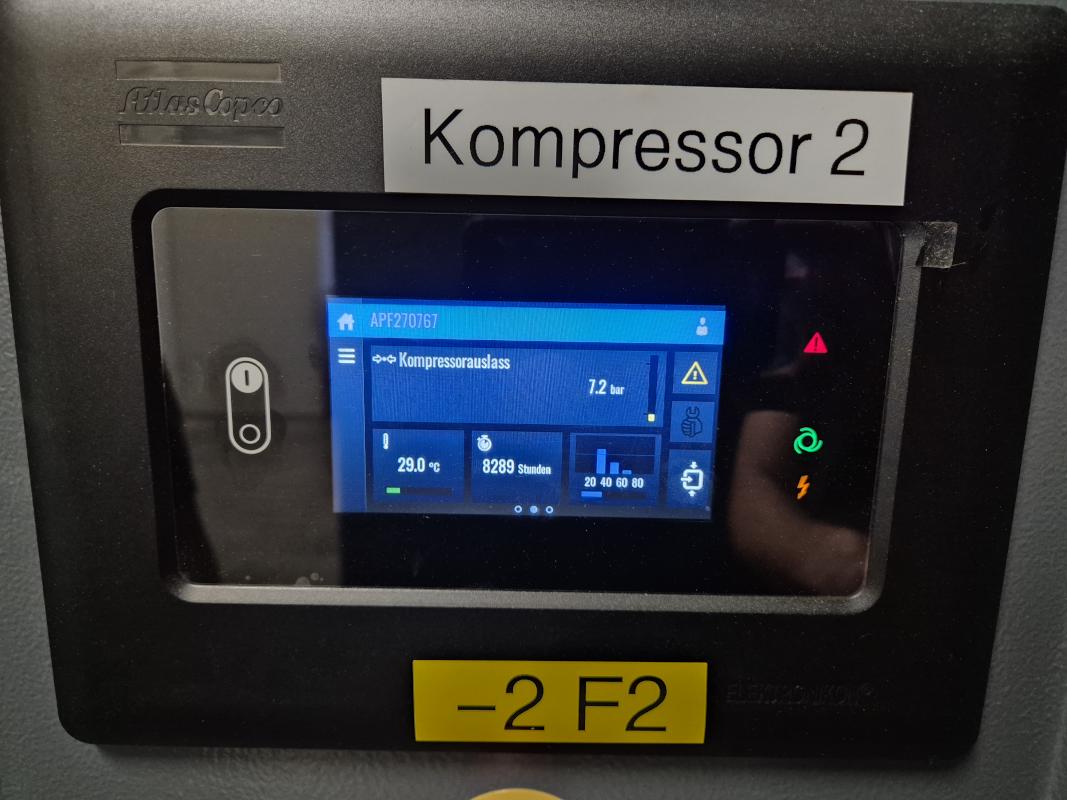 Atlas Copco
Kompressor 2
APF270767
Kompressorauslass
7.2 bar
29.0 °C
8289 Stunden
20 40 60 80
-2 F2
ELEKTRONIKON®